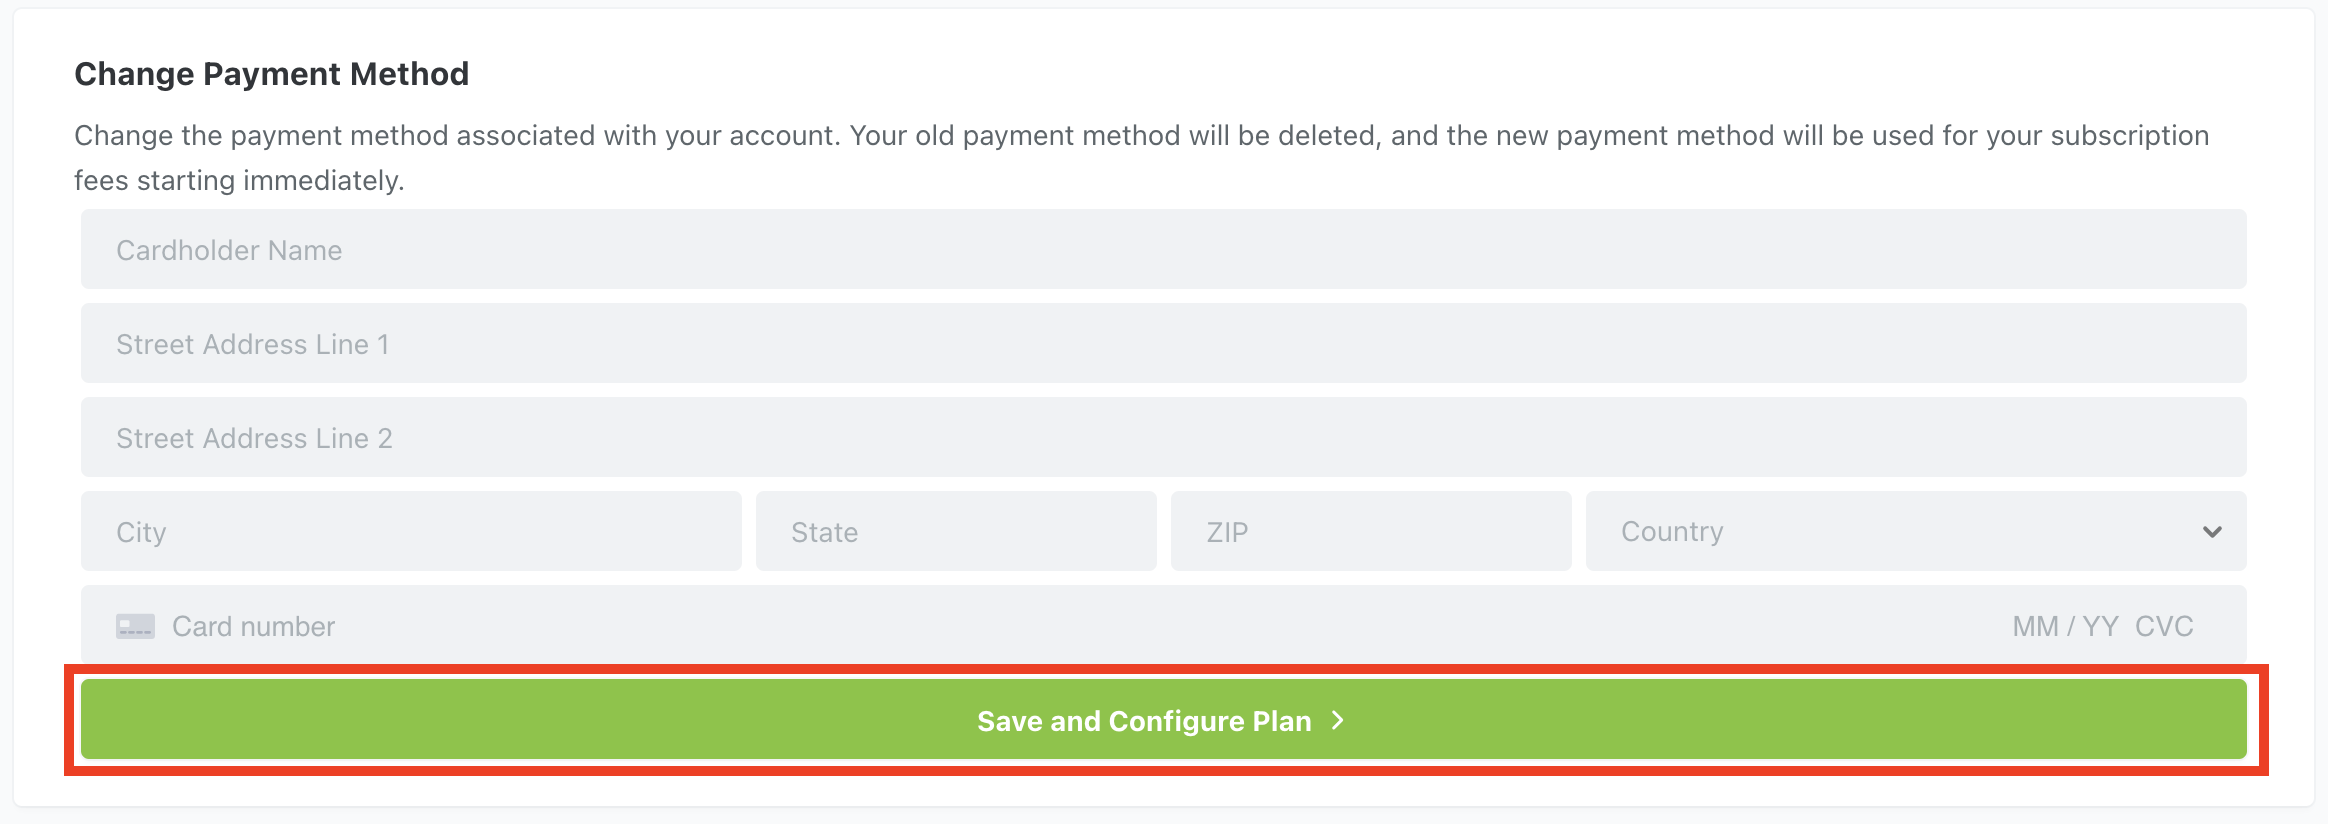 Change Payment Method
Change the payment method associated with your account. Your old payment method will be deleted, and the new payment method will be used for your subscription
fees starting immediately.
Cardholder Name
Street Address Line 1
Street Address Line 2
City State ZIP Country
Card number MM / YY CVC
Save and Configure Plan